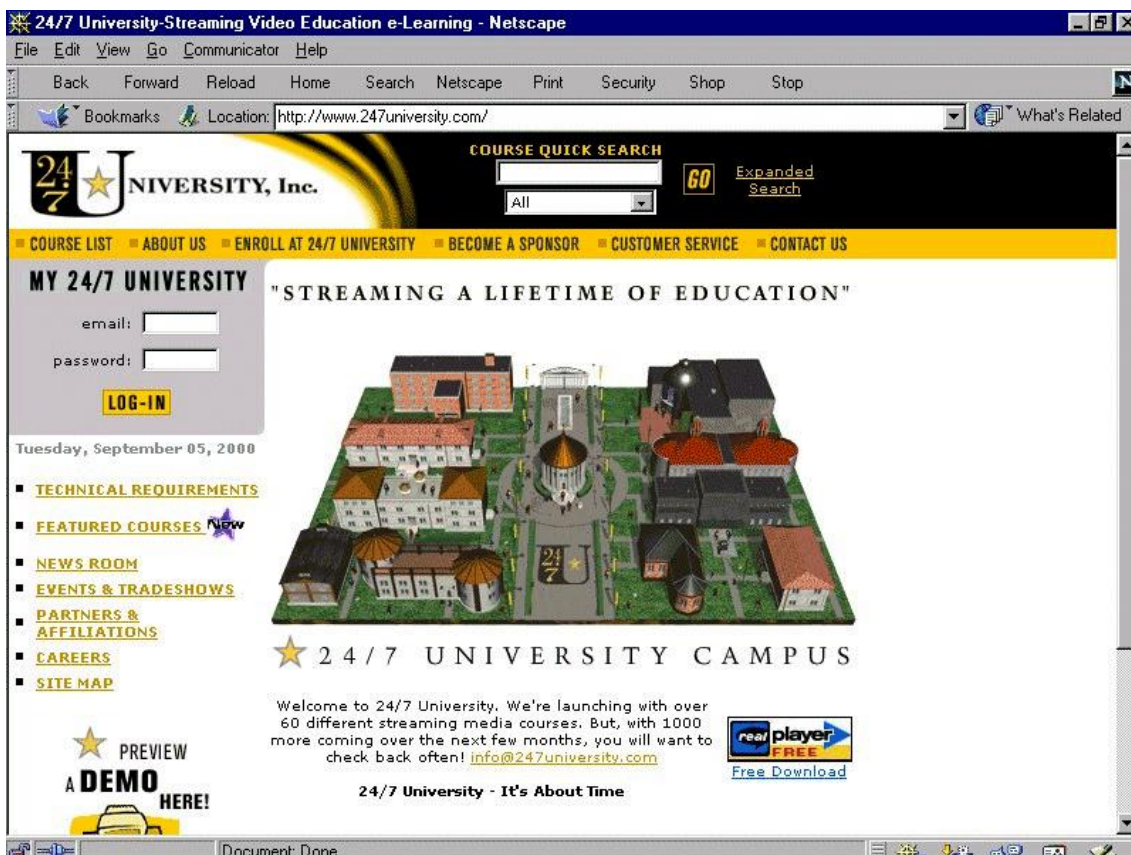 24/7 University-Streaming Video Education e-Learning - Netscape
File Edit View Go Communicator Help
Back Forward Reload Home Search Netscape Print Security Shop Stop
N
Bookmarks Location: http://www.247university.com/ What's Related
24/7 UNIVERSITY, Inc.
COURSE QUICK SEARCH
All
GO
Expanded
Search
COURSE LIST ABOUT US ENROLL AT 24/7 UNIVERSITY BECOME A SPONSOR CUSTOMER SERVICE CONTACT US
MY 24/7 UNIVERSITY
email:
password:
LOG-IN
Tuesday, September 05, 2000
TECHNICAL REQUIREMENTS
FEATURED COURSES New
NEWS ROOM
EVENTS & TRADESHOWS
PARTNERS &
AFFILIATIONS
CAREERS
SITE MAP
PREVIEW
A DEMO
HERE!
"STREAMING A LIFETIME OF EDUCATION"
24/7 U
24/7 UNIVERSITY CAMPUS
Welcome to 24/7 University. We're launching with over
60 different streaming media courses. But, with 1000
more coming over the next few months, you will want to
check back often! info@247university.com
24/7 University - It's About Time
real player
FREE
Free Download
Document: Done